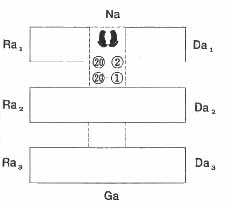 Na
Ra₁ Da₁
⑳ ②
⑳ ①
Ra₂ Da₂
Ra₃ Da₃
Ga